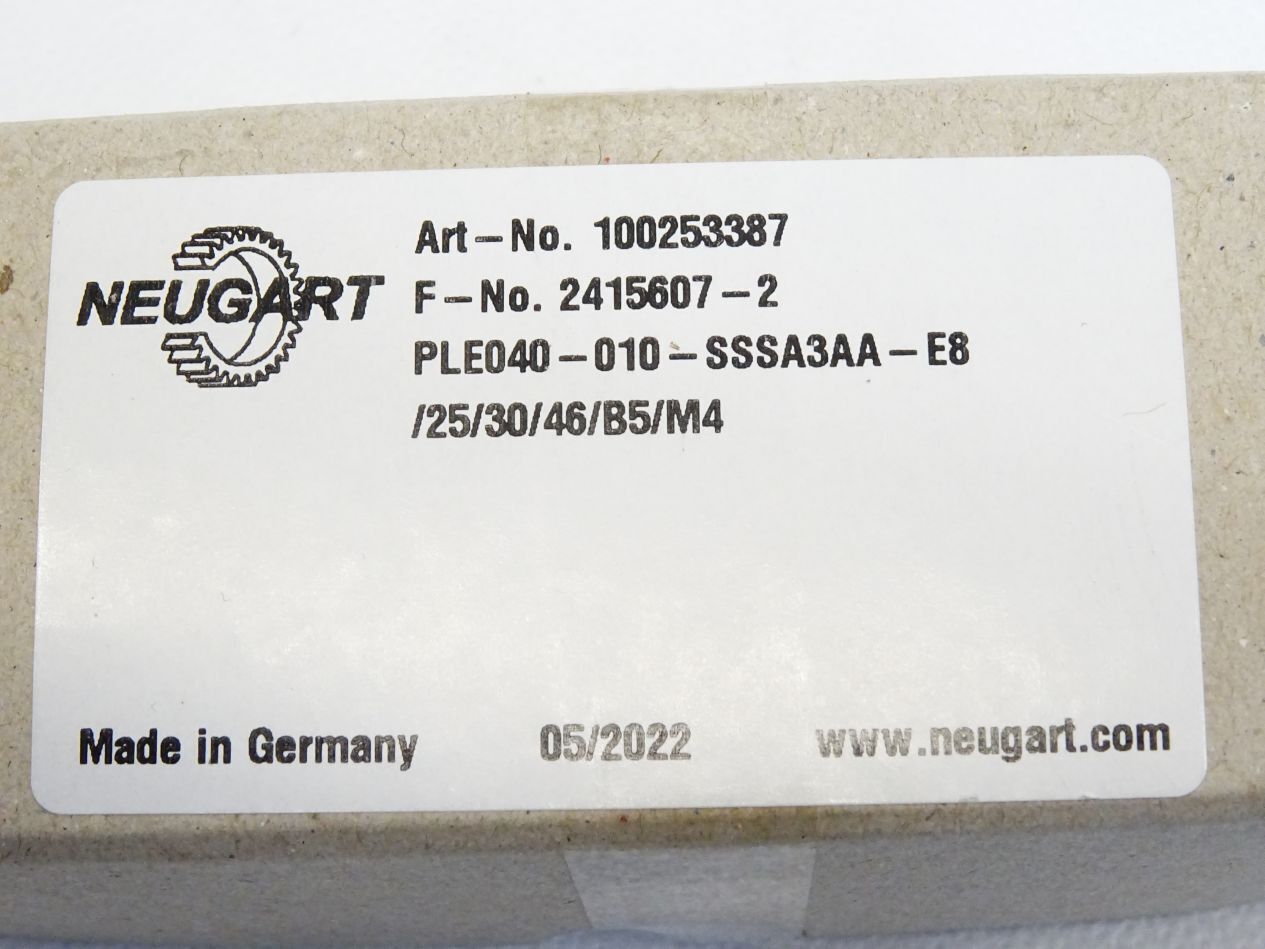 NEUGART
Art-No. 100253387
F-No. 2415607-2
PLE040-010-SSSA3AA-E8
/25/30/46/B5/M4
Made in Germany 05/2022 www.neugart.com